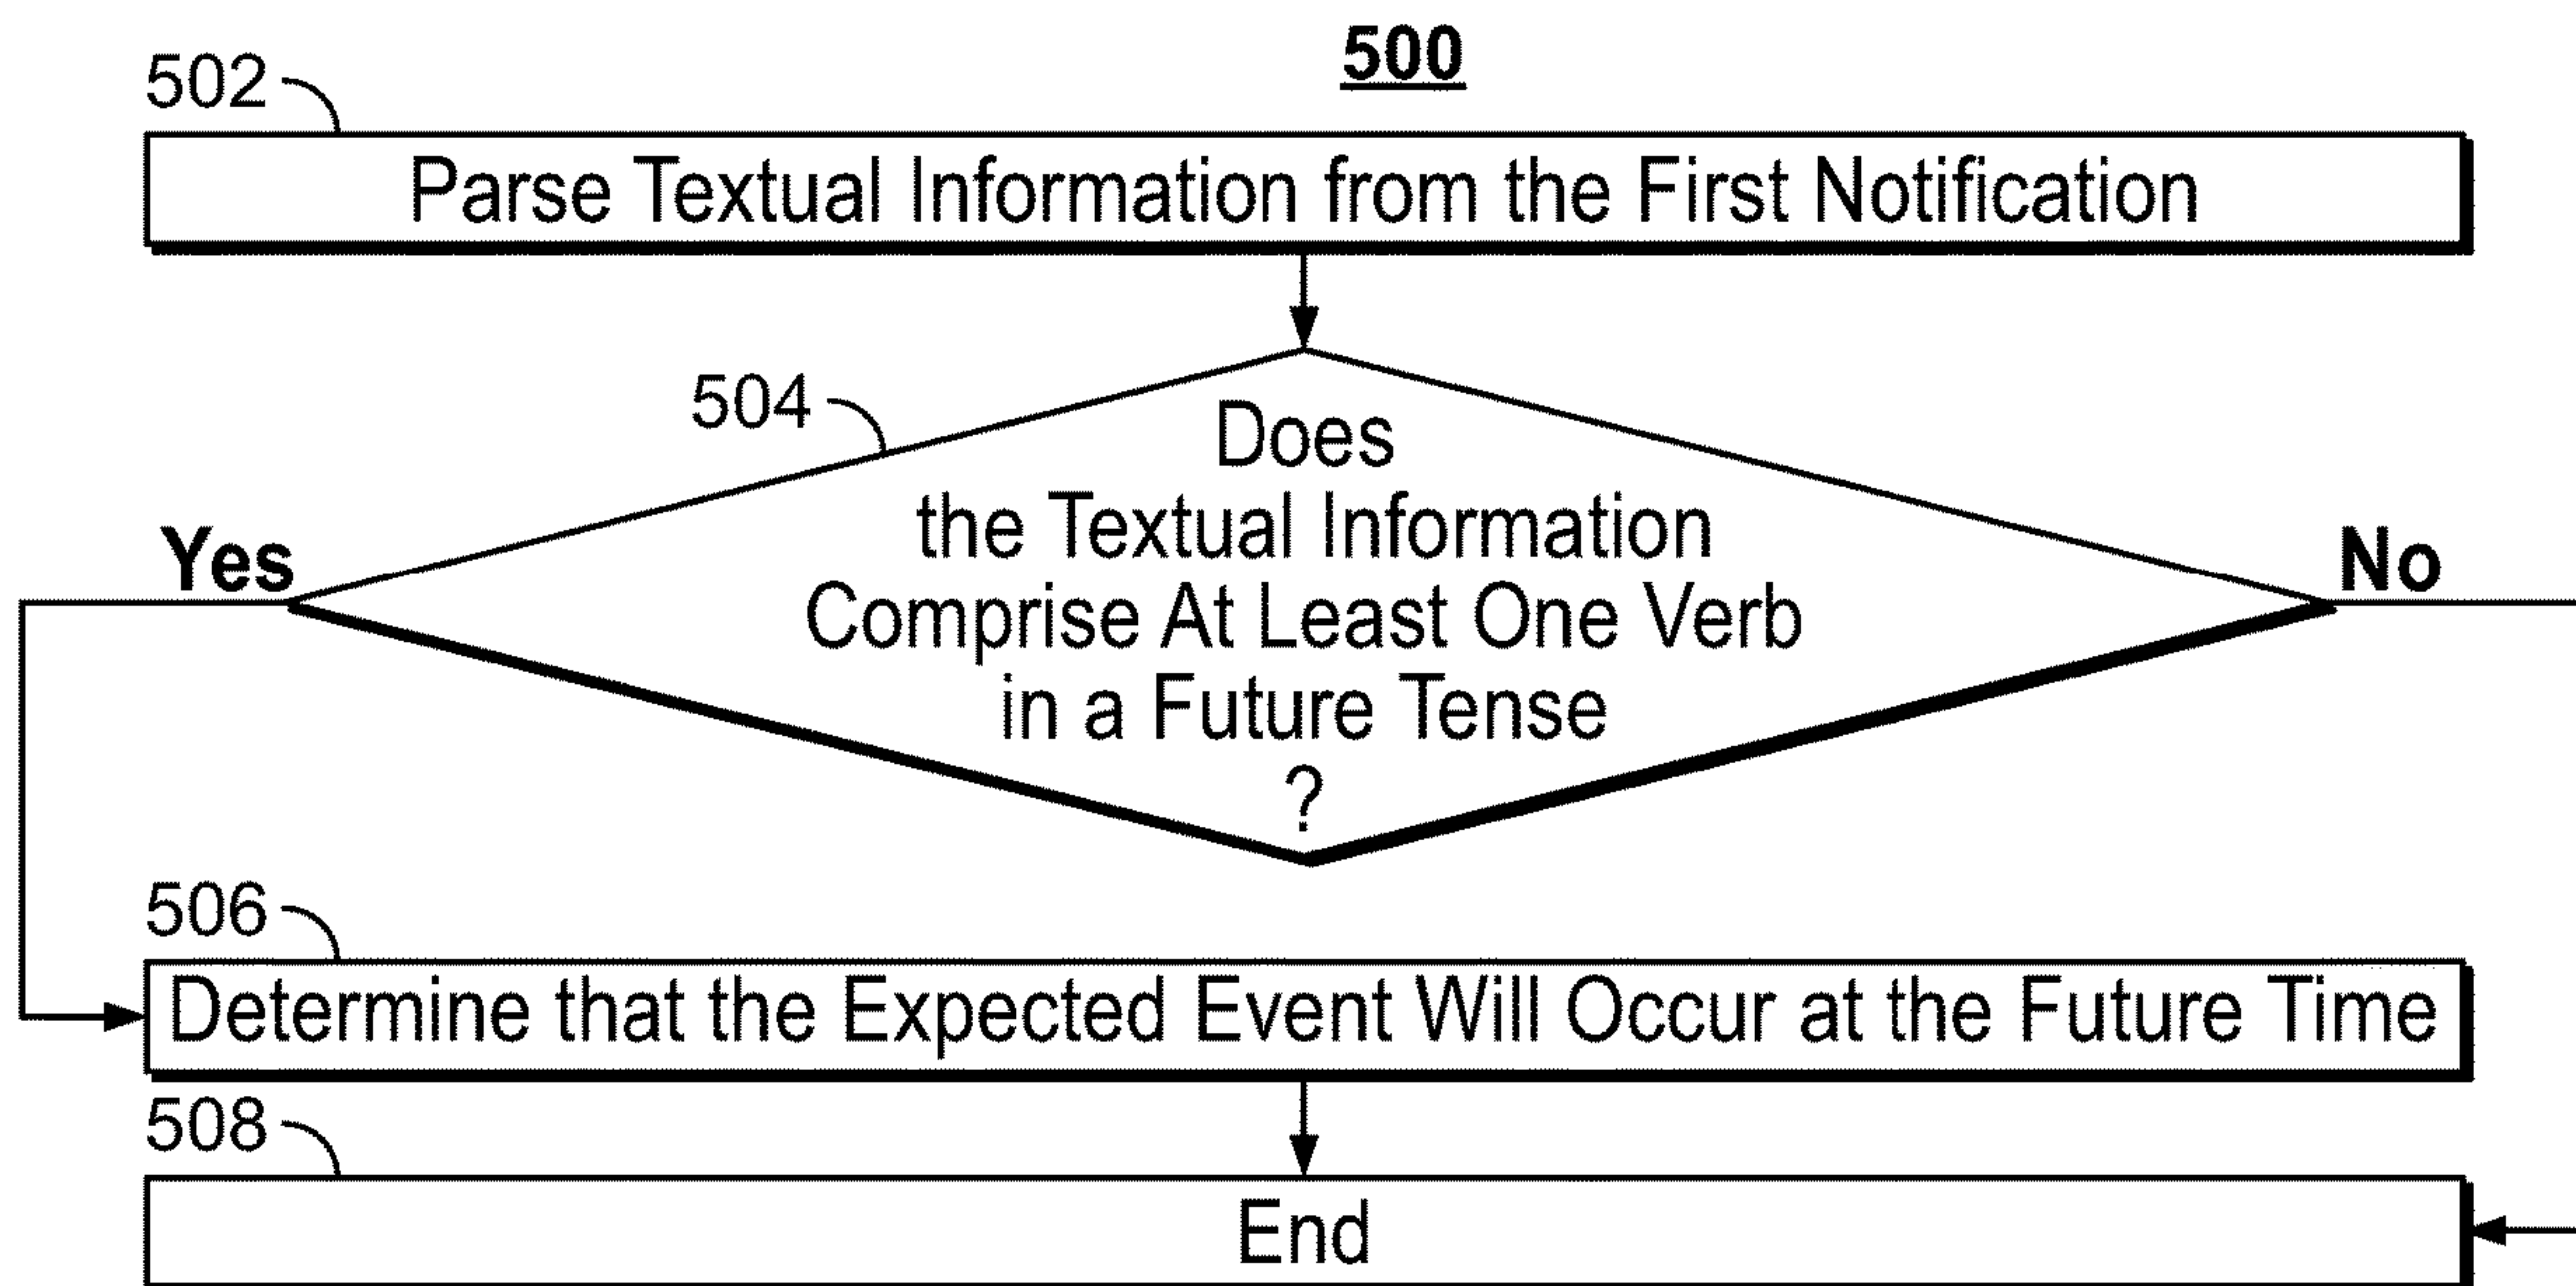 500
502
Parse Textual Information from the First Notification
504
Does
the Textual Information
Comprise At Least One Verb
in a Future Tense
?
Yes
No
506
Determine that the Expected Event Will Occur at the Future Time
508
End